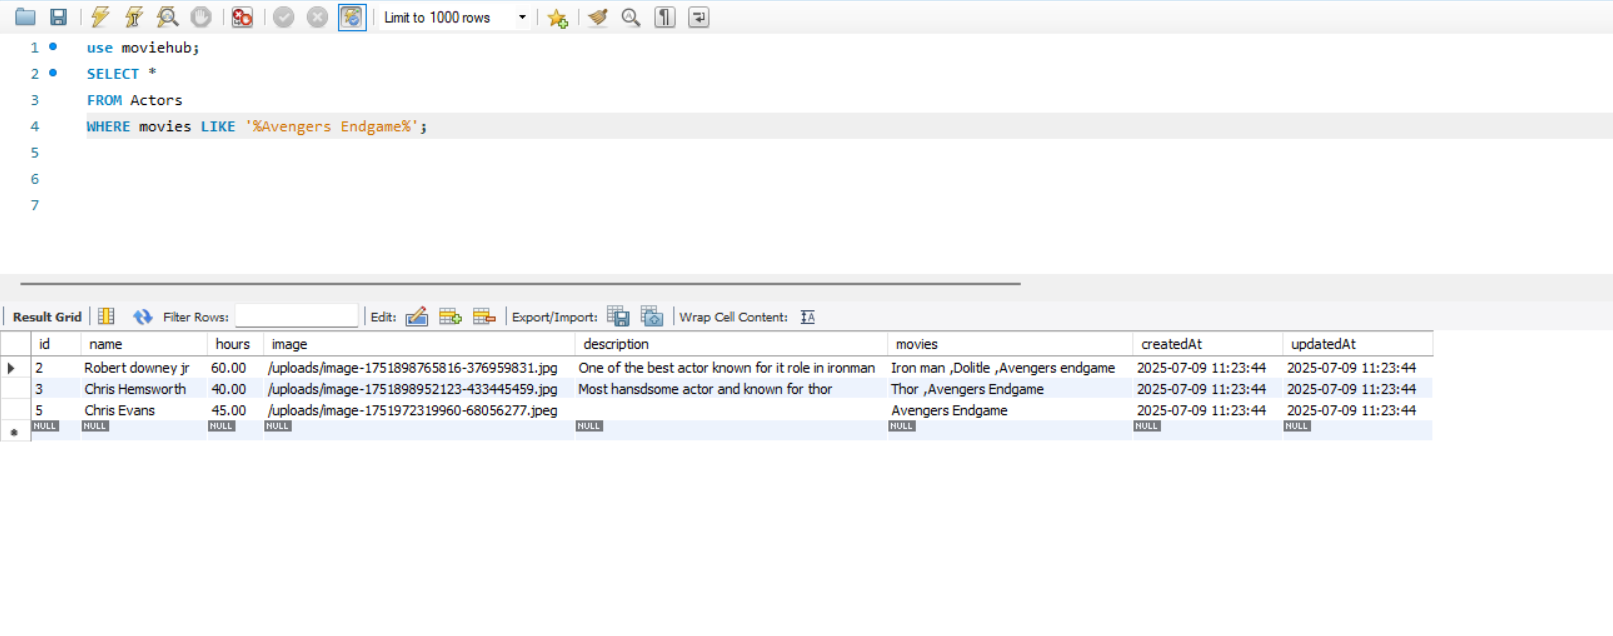 Limit to 1000 rows
1 use moviehub;
2 SELECT *
3 FROM Actors
4 WHERE movies LIKE '%Avengers Endgame%';
5
6
7
Result Grid Filter Rows: Edit: Export/Import: Wrap Cell Content:
id name hours image description movies createdAt updatedAt
2 Robert downey jr 60.00 /uploads/image-1751898765816-376959831.jpg One of the best actor known for it role in ironman Iron man ,Dolitle ,Avengers endgame 2025-07-09 11:23:44 2025-07-09 11:23:44
3 Chris Hemsworth 40.00 /uploads/image-1751898952123-433445459.jpg Most hansdsome actor and known for thor Thor ,Avengers Endgame 2025-07-09 11:23:44 2025-07-09 11:23:44
5 Chris Evans 45.00 /uploads/image-1751972319960-68056277.jpeg Avengers Endgame 2025-07-09 11:23:44 2025-07-09 11:23:44
NULL NULL NULL NULL NULL NULL NULL NULL